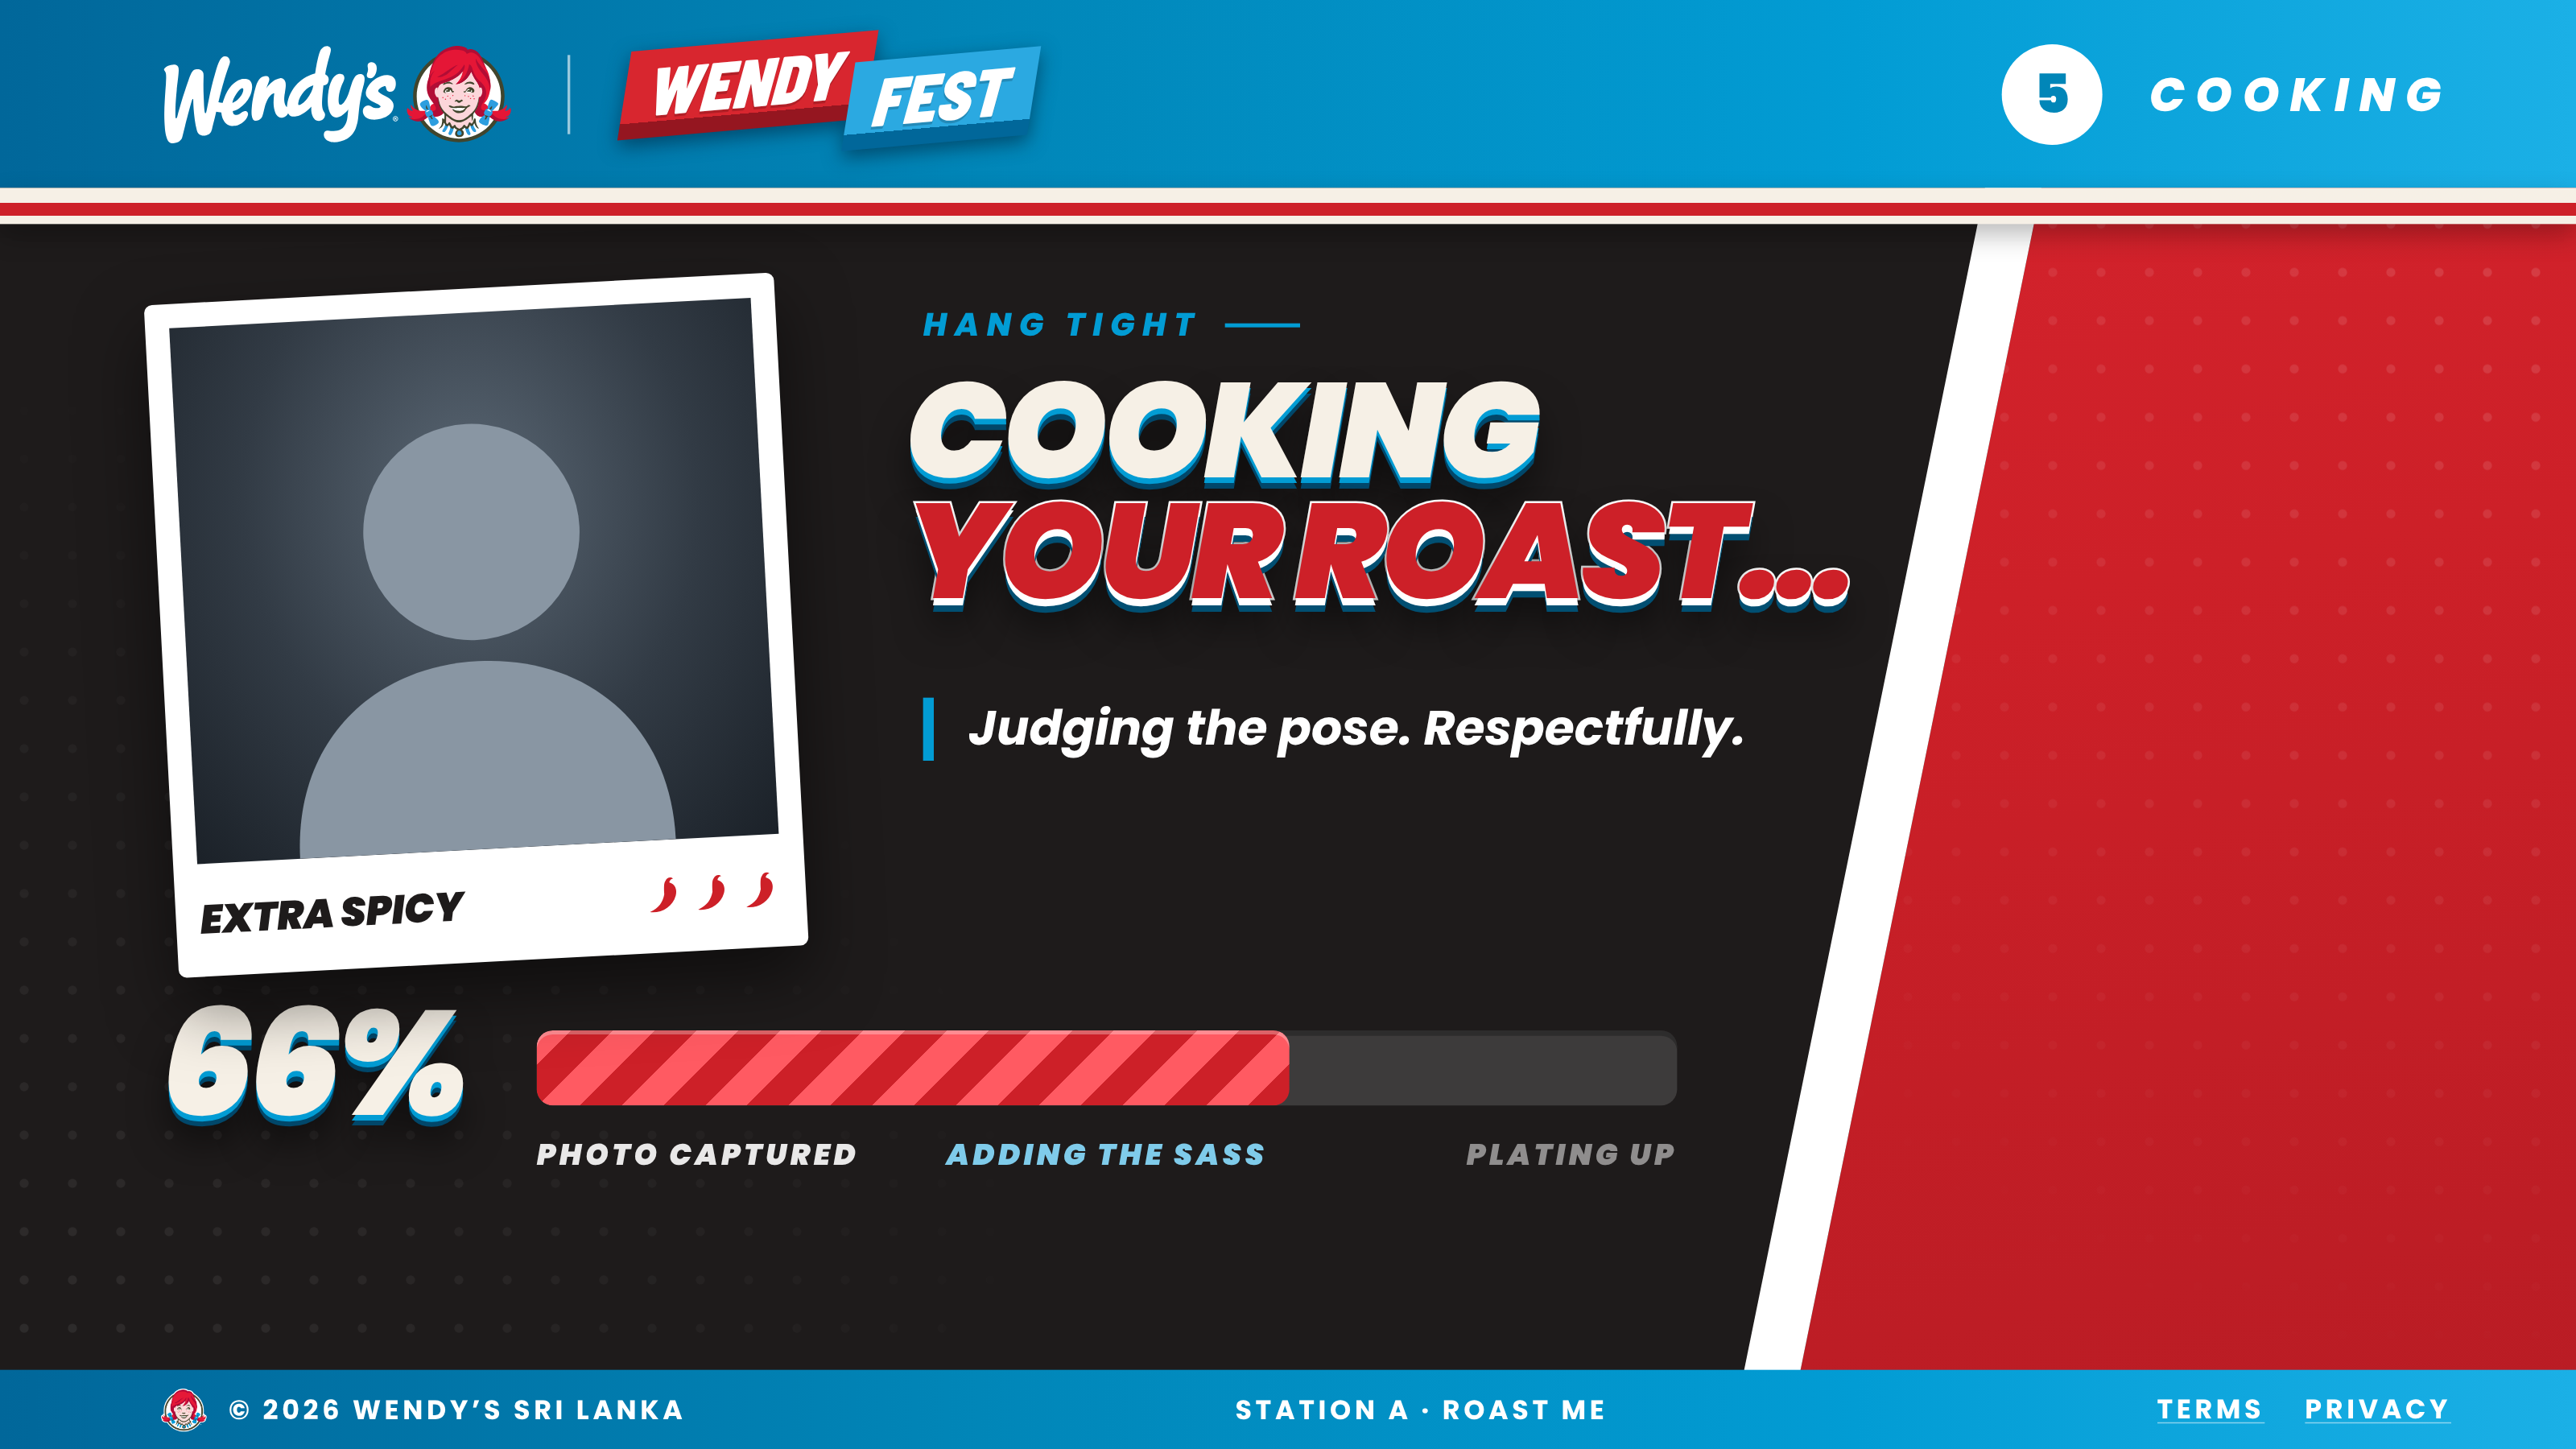 Wendy's
WENDY FEST
5 COOKING
HANG TIGHT
COOKING
YOUR ROAST...
Judging the pose. Respectfully.
EXTRA SPICY
66%
PHOTO CAPTURED
ADDING THE SASS
PLATING UP
© 2026 WENDY’S SRI LANKA
STATION A · ROAST ME
TERMS
PRIVACY